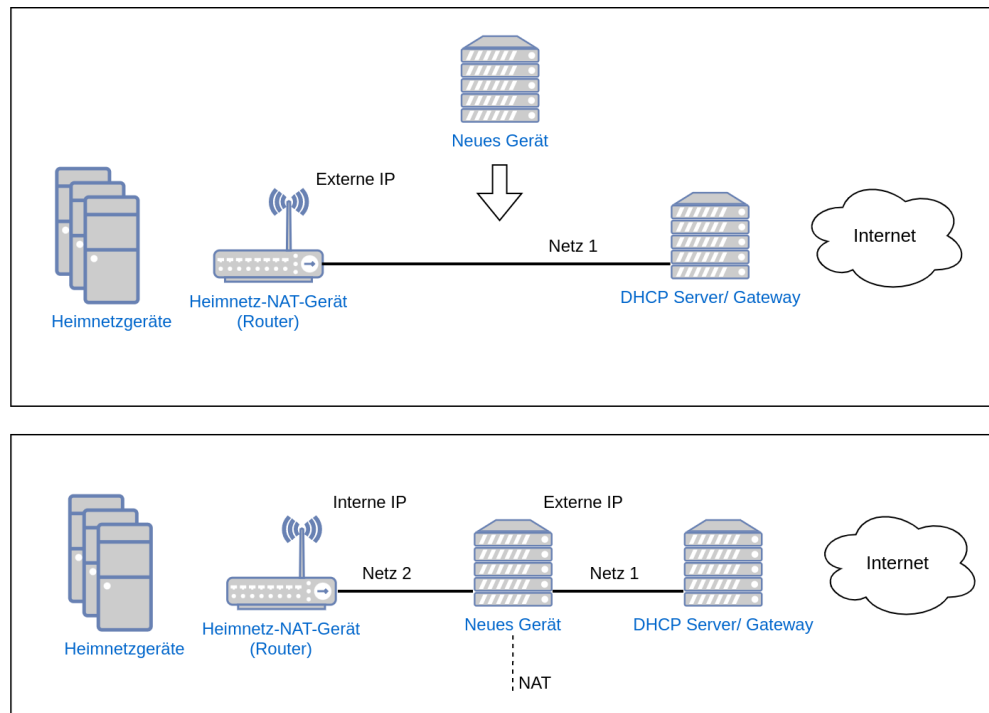 Neues Gerät
Externe IP
Netz 1
Internet
Heimnetz-NAT-Gerät
(Router)
DHCP Server/ Gateway
Heimnetzgeräte
Interne IP
Externe IP
Netz 2
Netz 1
Internet
Heimnetz-NAT-Gerät
(Router)
Neues Gerät
DHCP Server/ Gateway
Heimnetzgeräte
NAT